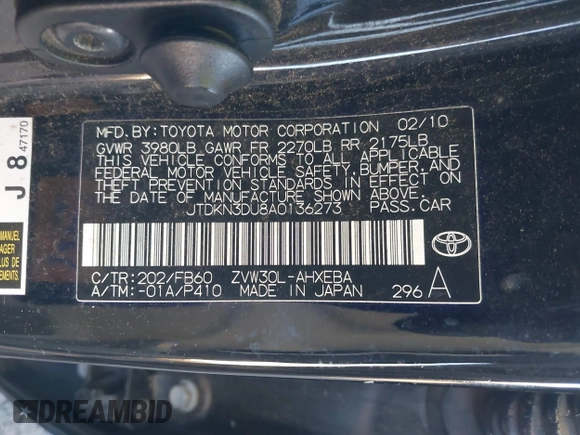 MFD. BY: TOYOTA MOTOR CORPORATION 02/10
GVWR 3980LB GAWR FR 2270LB RR 2175LB
THIS VEHICLE CONFORMS TO ALL APPLICABLE
FEDERAL MOTOR VEHICLE SAFETY, BUMPER, AND
THEFT PREVENTION STANDARDS IN EFFECT ON
THE DATE OF MANUFACTURE SHOWN ABOVE.
JTDKN3DU8A0136273 PASS. CAR
C/TR: 202/FB60 ZVW30L-AHXEBA
A/TM: -01A/P410 MADE IN JAPAN 296 A
J 8 47170
DREAMBID